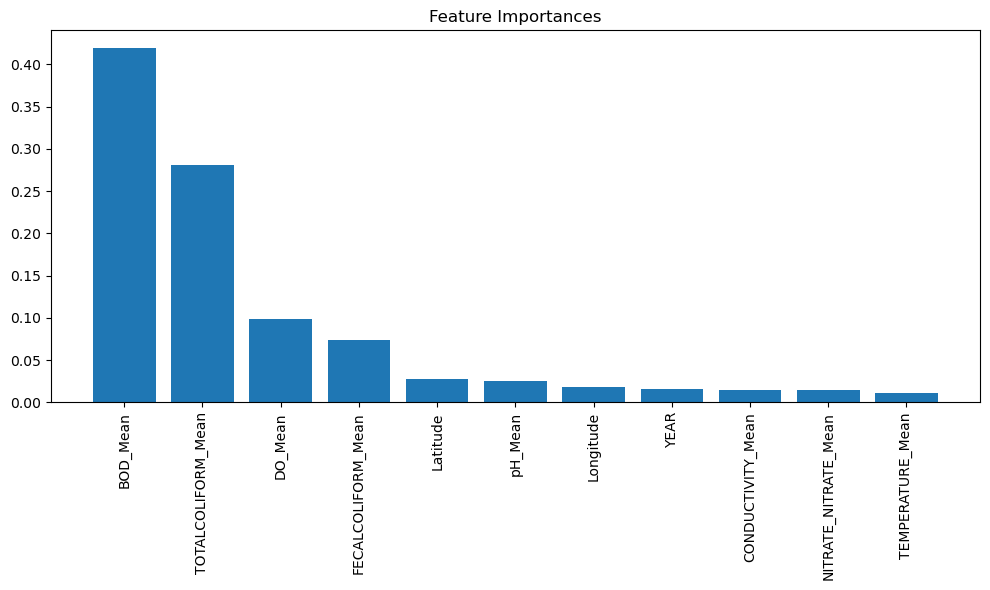 Feature Importances
0.40
0.35
0.30
0.25
0.20
0.15
0.10
0.05
0.00
BOD_Mean
TOTALCOLIFORM_Mean
DO_Mean
FECALCOLIFORM_Mean
Latitude
pH_Mean
Longitude
YEAR
CONDUCTIVITY_Mean
NITRATE_NITRITE_Mean
TEMPERATURE_Mean